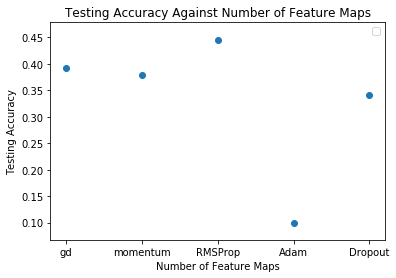 Testing Accuracy Against Number of Feature Maps
0.45
0.40
0.35
0.30
0.25
0.20
0.15
0.10
Testing Accuracy
gd momentum RMSProp Adam Dropout
Number of Feature Maps